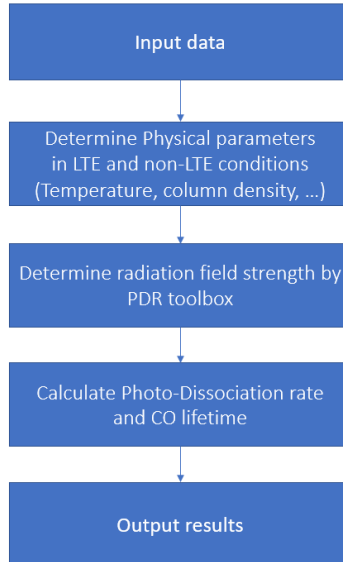 Input data
Determine Physical parameters
in LTE and non-LTE conditions
(Temperature, column density, ...)
Determine radiation field strength by
PDR toolbox
Calculate Photo-Dissociation rate
and CO lifetime
Output results